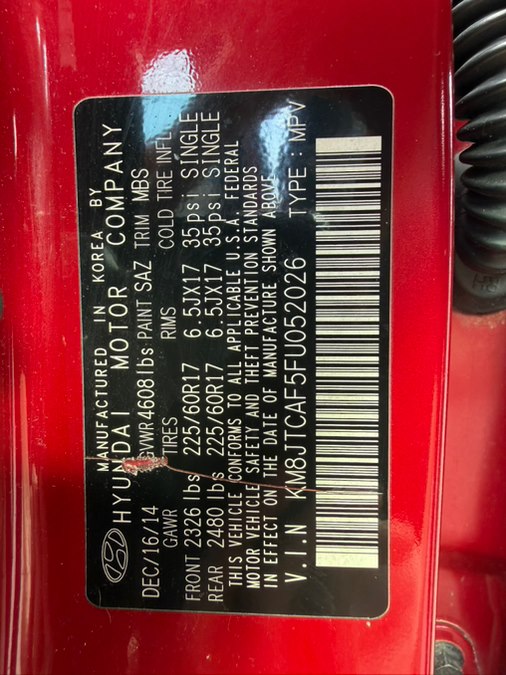 MANUFACTURED IN KOREA BY
HYUNDAI MOTOR COMPANY
DEC/16/14 GVWR 4608 lbs PAINT SAZ TRIM MBS
GAWR TIRES RIMS COLD TIRE INFL.
FRONT 2326 lbs 225/60R17 6.5JX17 35psi SINGLE
REAR 2480 lbs 225/60R17 6.5JX17 35psi SINGLE
THIS VEHICLE CONFORMS TO ALL APPLICABLE U.S.A. FEDERAL
MOTOR VEHICLE SAFETY AND THEFT PREVENTION STANDARDS
IN EFFECT ON THE DATE OF MANUFACTURE SHOWN ABOVE
V.I.N KM8JTCAF5FU052026 TYPE : MPV